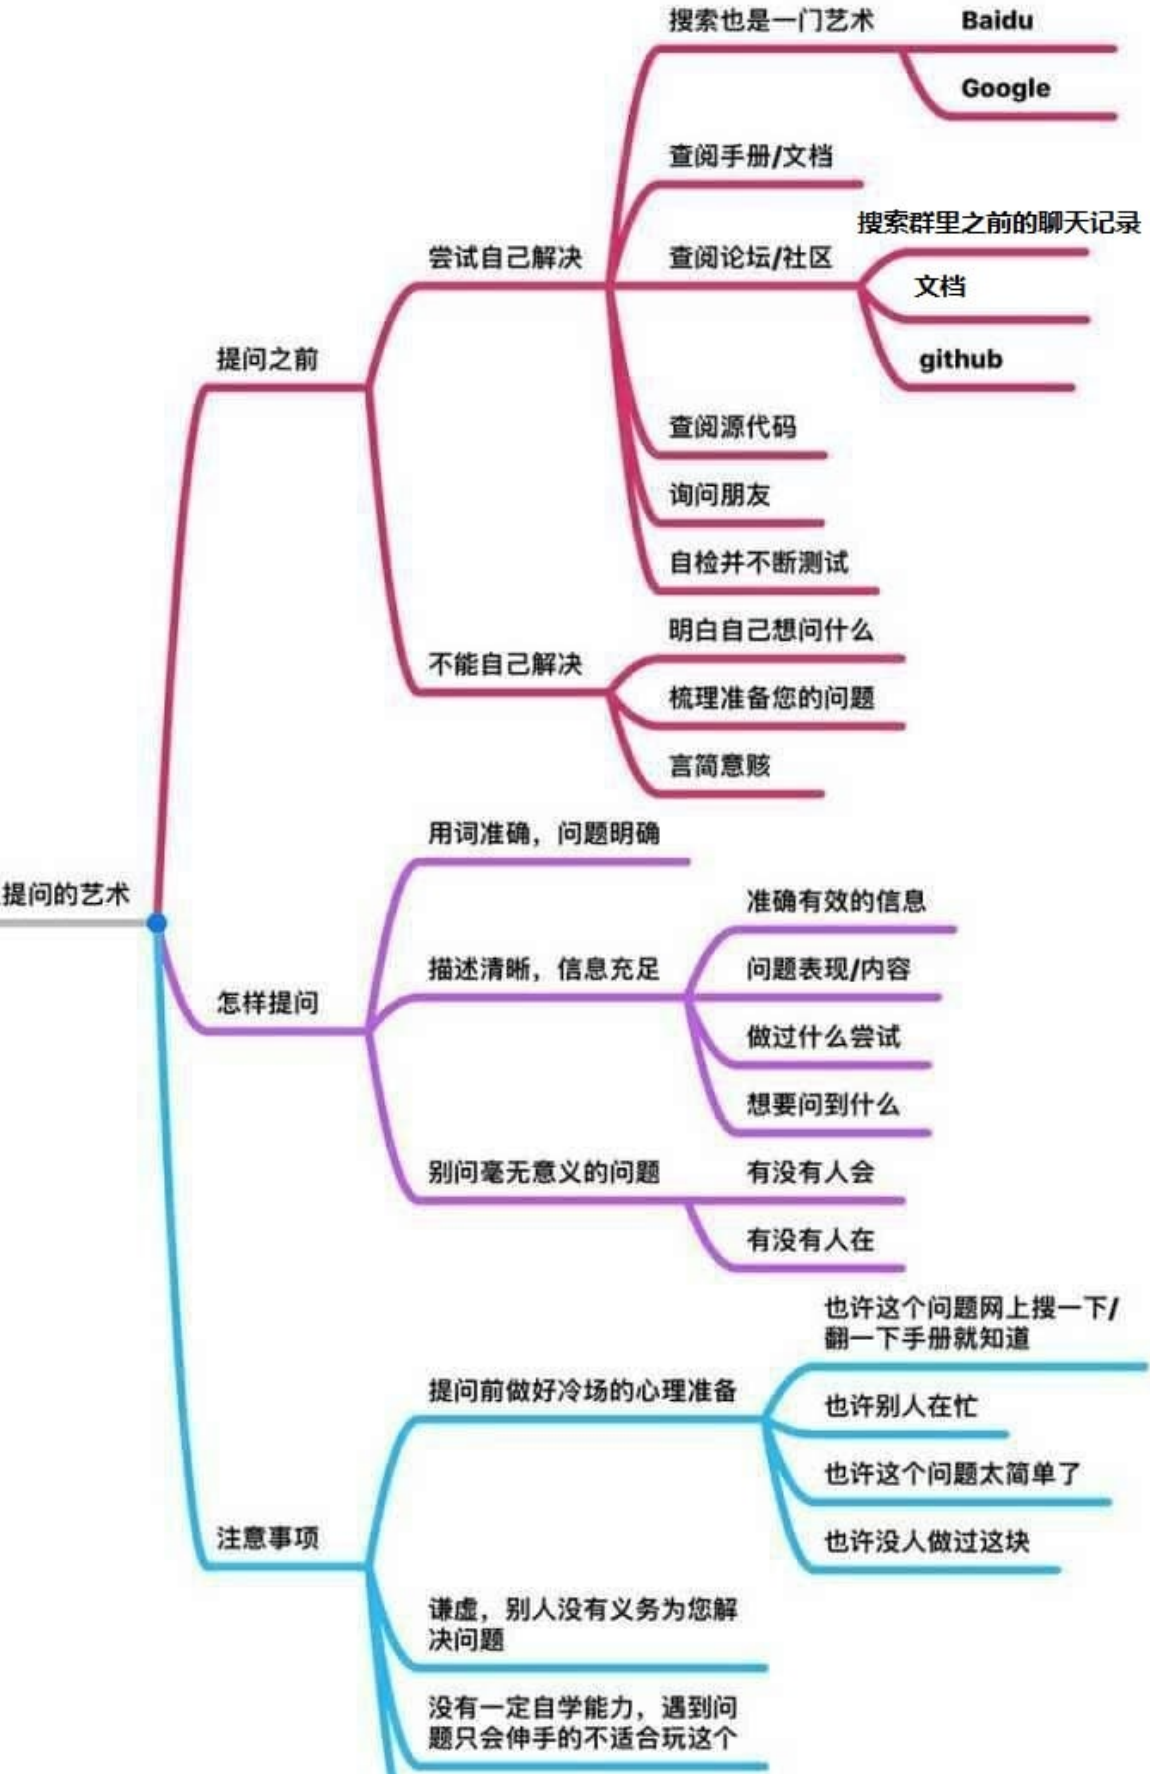 搜索也是一门艺术
Baidu
Google
查阅手册/文档
搜索群里之前的聊天记录
尝试自己解决
查阅论坛/社区
文档
提问之前
github
查阅源代码
询问朋友
自检并不断测试
明白自己想问什么
不能自己解决
梳理准备您的问题
言简意赅
用词准确，问题明确
提问的艺术
准确有效的信息
描述清晰，信息充足
问题表现/内容
怎样提问
做过什么尝试
想要问到什么
别问毫无意义的问题
有没有人会
有没有人在
也许这个问题网上搜一下/
翻一下手册就知道
提问前做好冷场的心理准备
也许别人在忙
也许这个问题太简单了
注意事项
也许没人做过这块
谦虚，别人没有义务为您解
决问题
没有一定自学能力，遇到问
题只会伸手的不适合玩这个